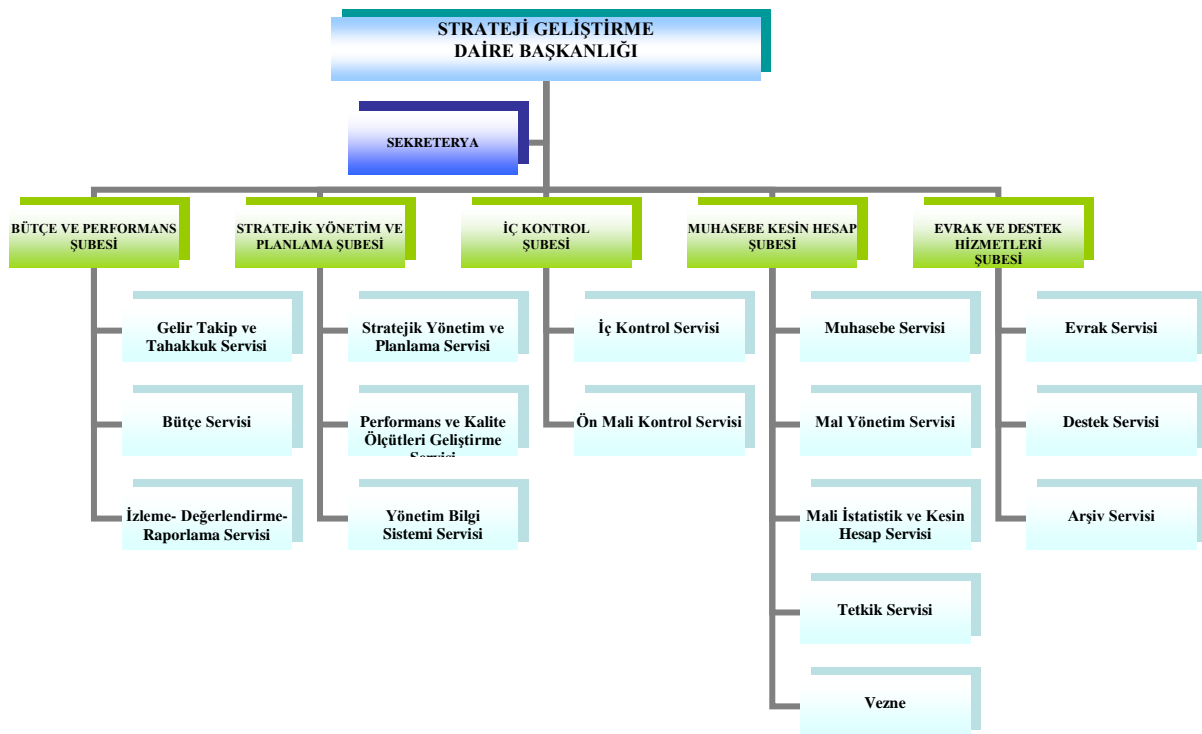 STRATEJİ GELİŞTİRME
DAİRE BAŞKANLIĞI
SEKRETERYA
BÜTÇE VE PERFORMANS
ŞUBESİ
STRATEJİK YÖNETİM VE
PLANLAMA ŞUBESİ
İÇ KONTROL
ŞUBESİ
MUHASEBE KESİN HESAP
ŞUBESİ
EVRAK VE DESTEK
HİZMETLERİ
ŞUBESİ
Gelir Takip ve
Tahakkuk Servisi
Bütçe Servisi
İzleme- Değerlendirme-
Raporlama Servisi
Stratejik Yönetim ve
Planlama Servisi
Performans ve Kalite
Ölçütleri Geliştirme
Servisi
Yönetim Bilgi
Sistemi Servisi
İç Kontrol Servisi
Ön Mali Kontrol Servisi
Muhasebe Servisi
Mal Yönetim Servisi
Mali İstatistik ve Kesin
Hesap Servisi
Tetkik Servisi
Vezne
Evrak Servisi
Destek Servisi
Arşiv Servisi